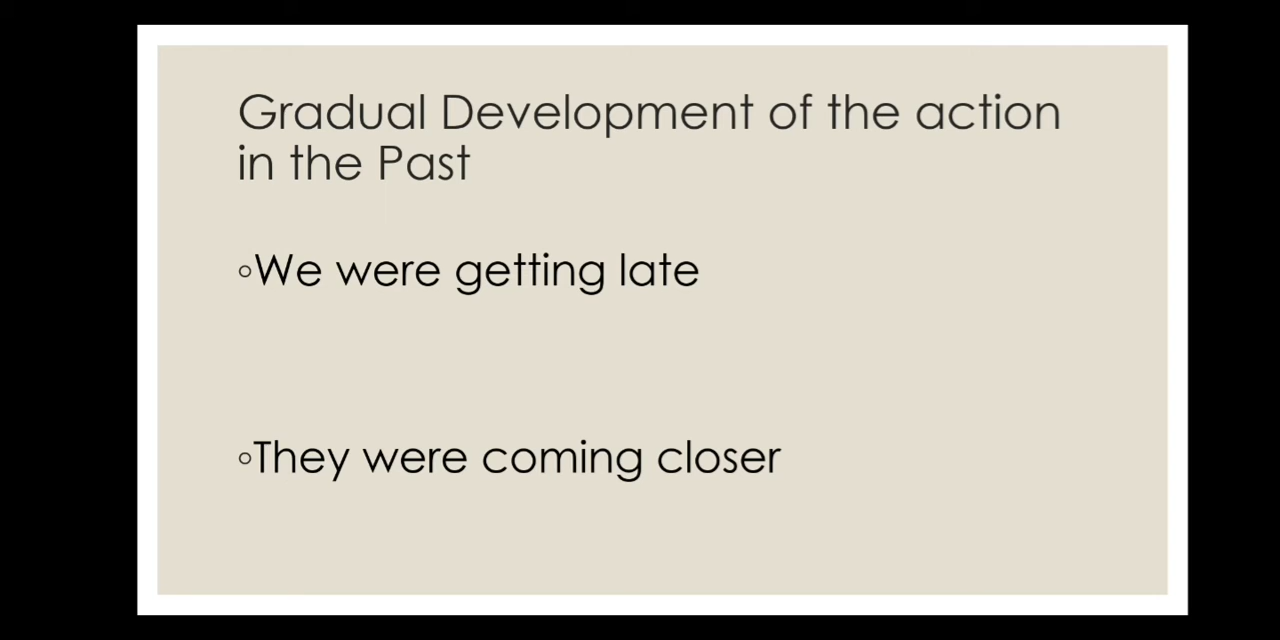 Gradual Development of the action
in the Past
◦We were getting late
◦They were coming closer